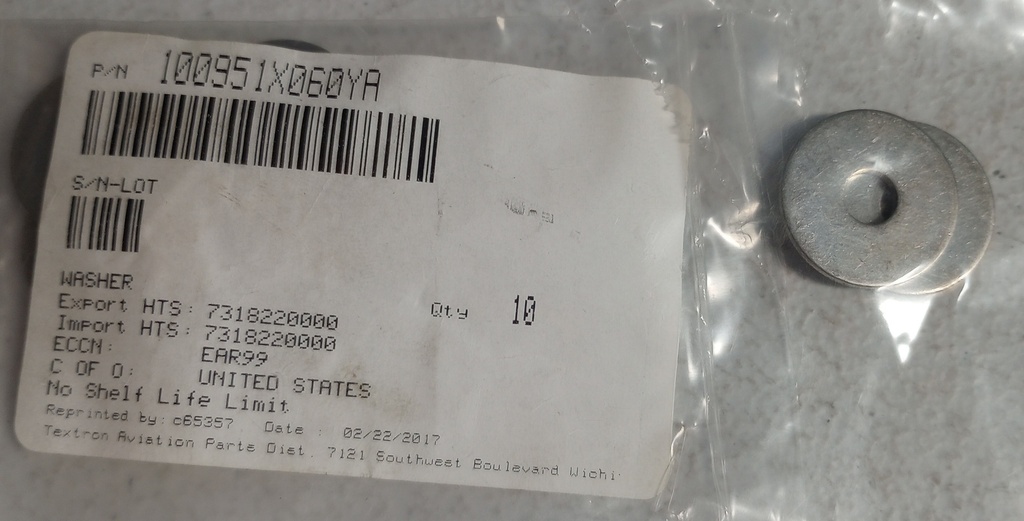 P/N 100951X060YA
S/N-LOT
WASHER
Export HTS: 7318220000
Qty 10
Import HTS: 7318220000
ECCN: EAR99
C OF O: UNITED STATES
No Shelf Life Limit
Reprinted by: c65357 Date : 02/22/2017
Textron Aviation Parts Dist. 7121 Southwest Boulevard Wichi